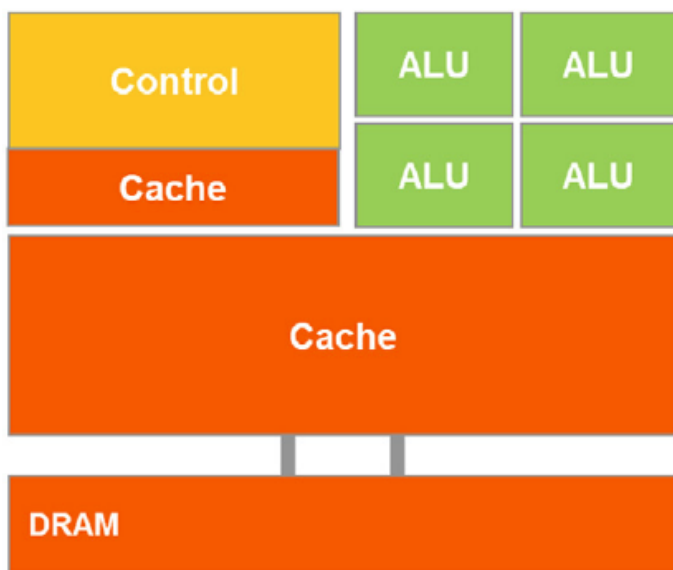 Control
ALU
ALU
Cache
ALU
ALU
Cache
DRAM